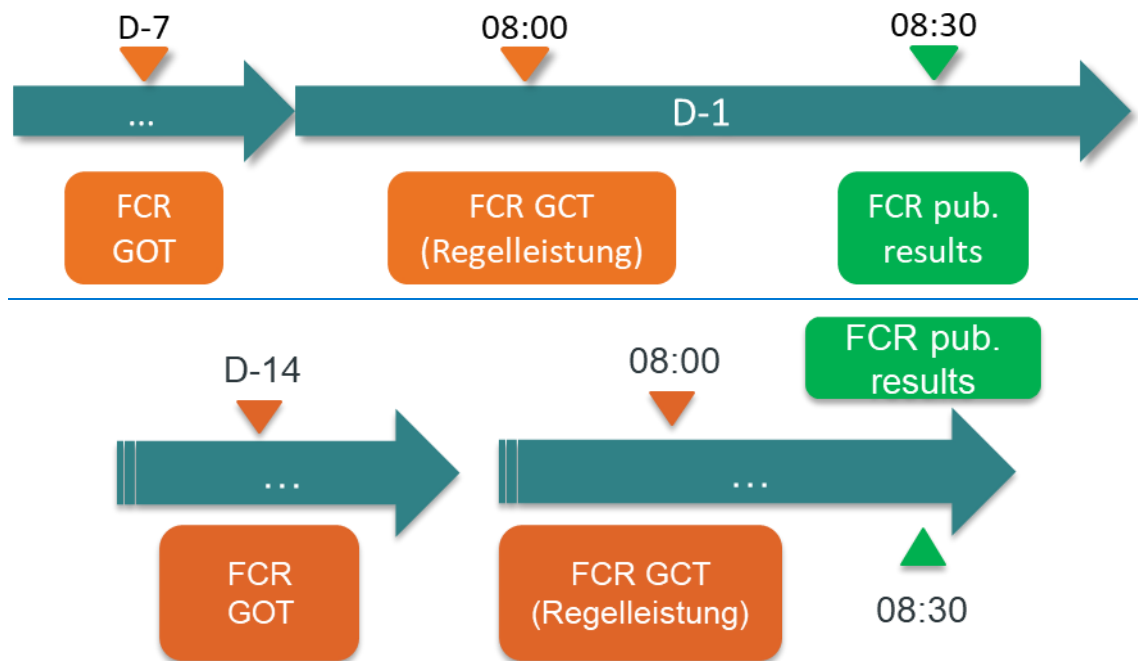 D-7
08:00
08:30
...
D-1
FCR
GOT
FCR GCT
(Regelleistung)
FCR pub.
results
FCR pub.
results
D-14
08:00
...
...
FCR
GOT
FCR GCT
(Regelleistung)
08:30